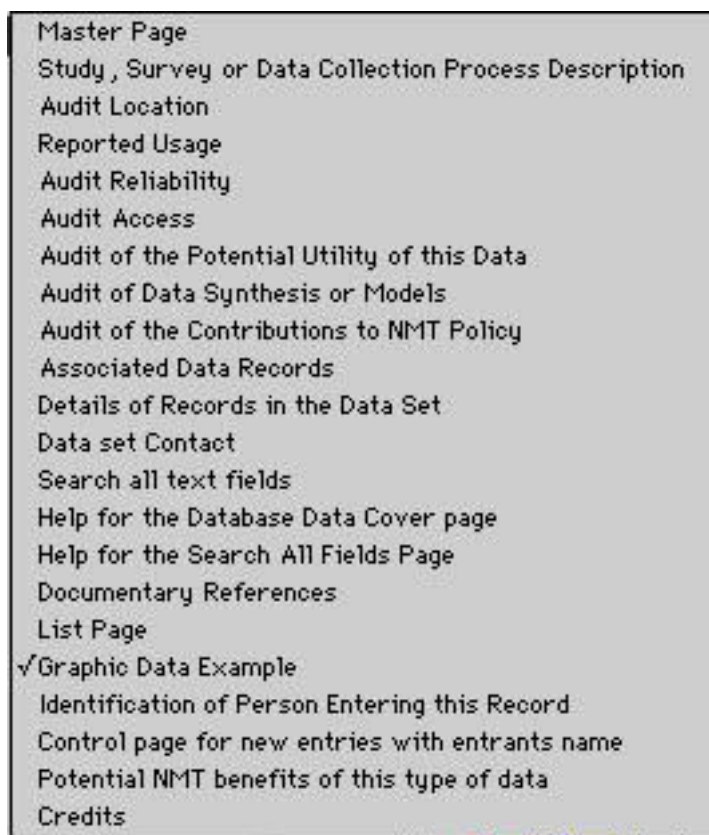 Master Page
Study, Survey or Data Collection Process Description
Audit Location
Reported Usage
Audit Reliability
Audit Access
Audit of the Potential Utility of this Data
Audit of Data Synthesis or Models
Audit of the Contributions to NMT Policy
Associated Data Records
Details of Records in the Data Set
Data set Contact
Search all text fields
Help for the Database Data Cover page
Help for the Search All Fields Page
Documentary References
List Page
√Graphic Data Example
Identification of Person Entering this Record
Control page for new entries with entrants name
Potential NMT benefits of this type of data
Credits